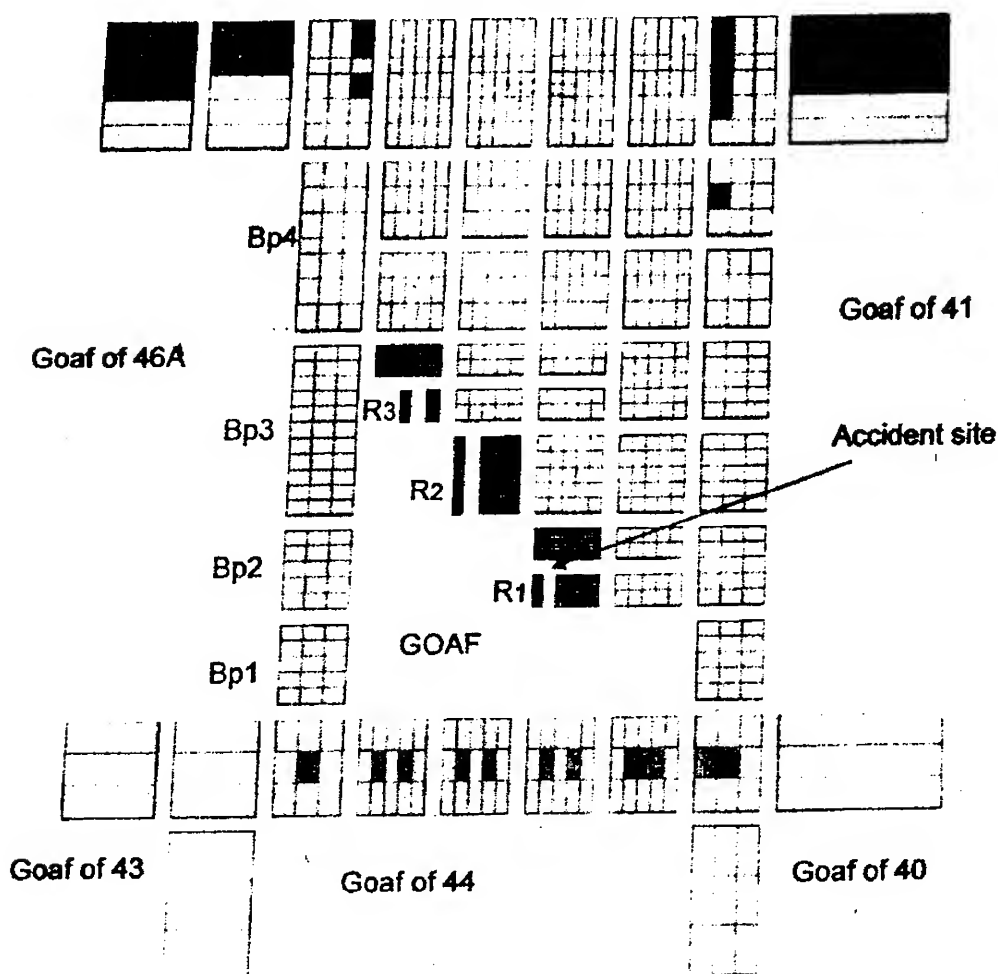 Bp4
Goaf of 41
Goaf of 46A
R3
Bp3
Accident site
R2
Bp2
R1
GOAF
Bp1
Goaf of 43
Goaf of 44
Goaf of 40